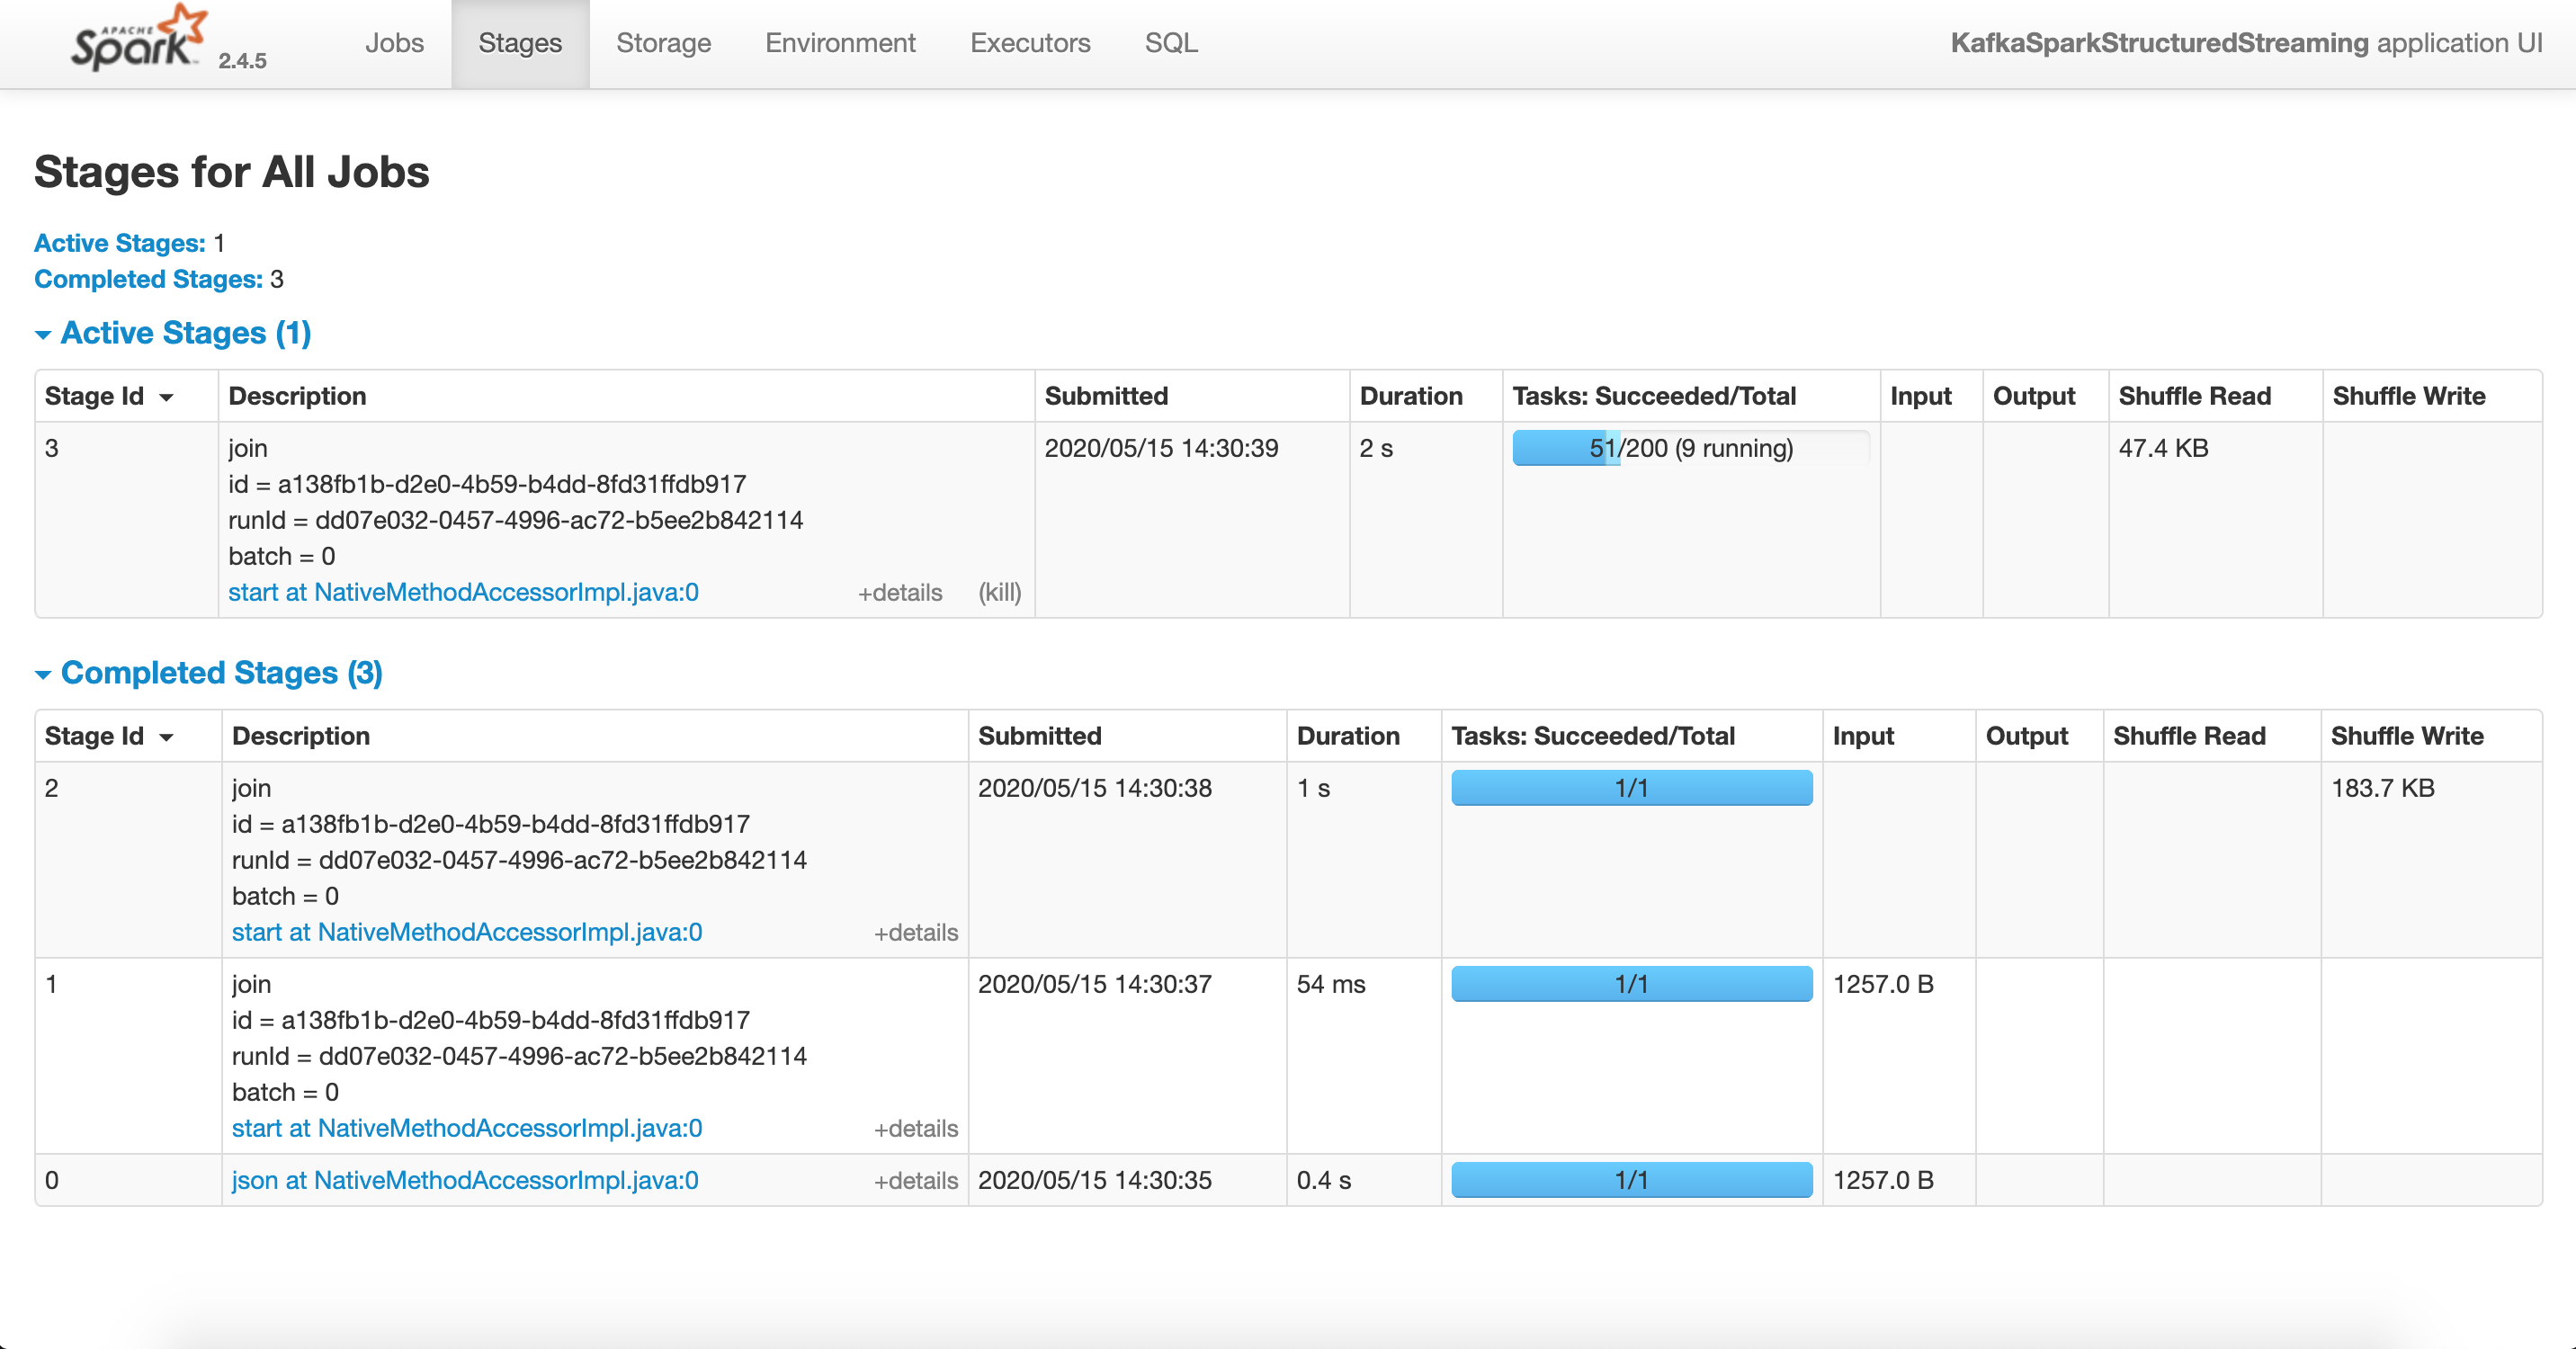 APACHE Spark 2.4.5 Jobs Stages Storage Environment Executors SQL KafkaSparkStructuredStreaming application UI
Stages for All Jobs
Active Stages: 1
Completed Stages: 3
Active Stages (1)
Stage Id Description Submitted Duration Tasks: Succeeded/Total Input Output Shuffle Read Shuffle Write
3 join 2020/05/15 14:30:39 2 s 51/200 (9 running) 47.4 KB
id = a138fb1b-d2e0-4b59-b4dd-8fd31ffdb917
runId = dd07e032-0457-4996-ac72-b5ee2b842114
batch = 0
start at NativeMethodAccessorImpl.java:0 +details (kill)
Completed Stages (3)
Stage Id Description Submitted Duration Tasks: Succeeded/Total Input Output Shuffle Read Shuffle Write
2 join 2020/05/15 14:30:38 1 s 1/1 183.7 KB
id = a138fb1b-d2e0-4b59-b4dd-8fd31ffdb917
runId = dd07e032-0457-4996-ac72-b5ee2b842114
batch = 0
start at NativeMethodAccessorImpl.java:0 +details
1 join 2020/05/15 14:30:37 54 ms 1/1 1257.0 B
id = a138fb1b-d2e0-4b59-b4dd-8fd31ffdb917
runId = dd07e032-0457-4996-ac72-b5ee2b842114
batch = 0
start at NativeMethodAccessorImpl.java:0 +details
0 json at NativeMethodAccessorImpl.java:0 +details 2020/05/15 14:30:35 0.4 s 1/1 1257.0 B